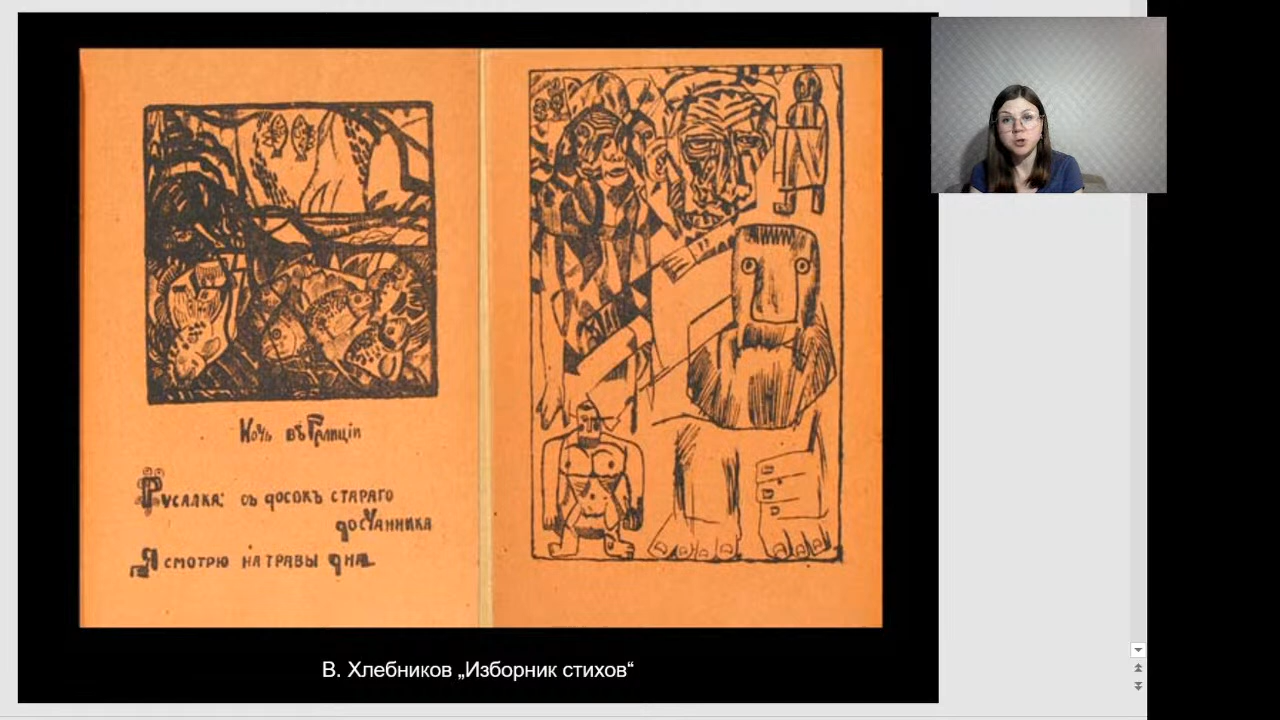 Ночь въ Галиціи
Русалка: съ досокъ стараго
досчанника
Я смотрю на травы дна
В. Хлебников „Изборник стихов“